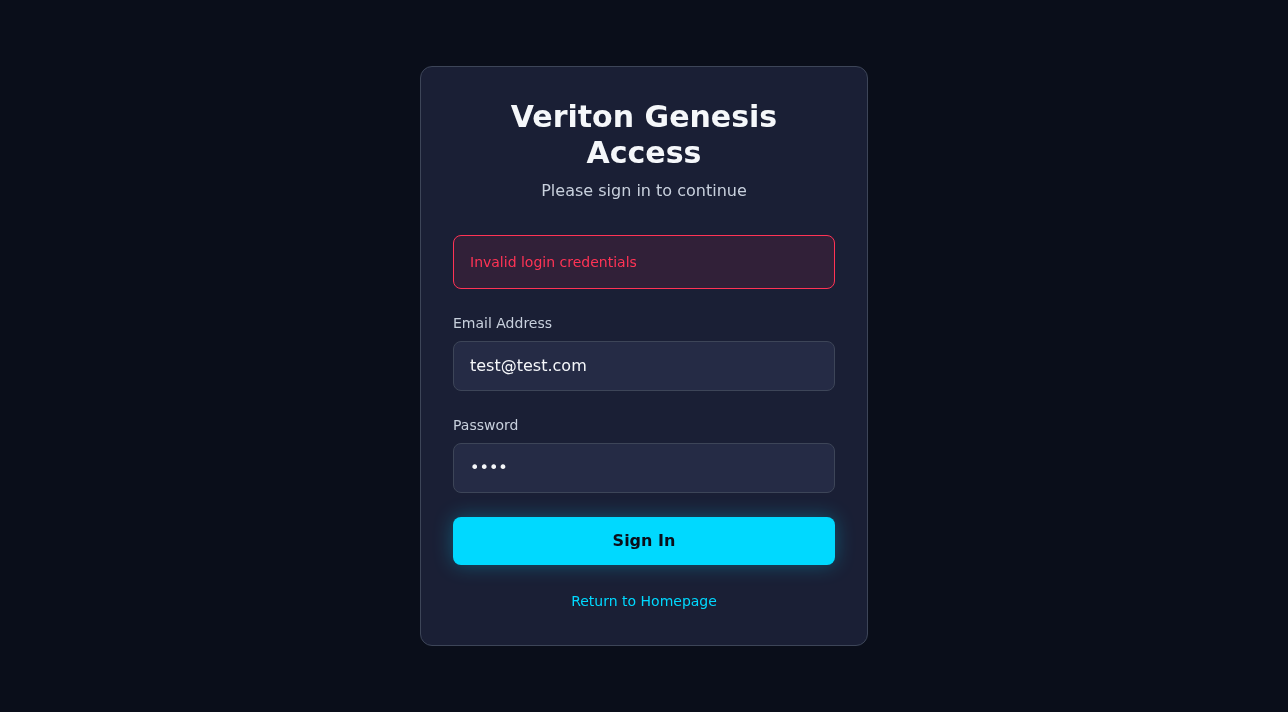 Veriton Genesis
Access
Please sign in to continue
Invalid login credentials
Email Address
test@test.com
Password
••••
Sign In
Return to Homepage